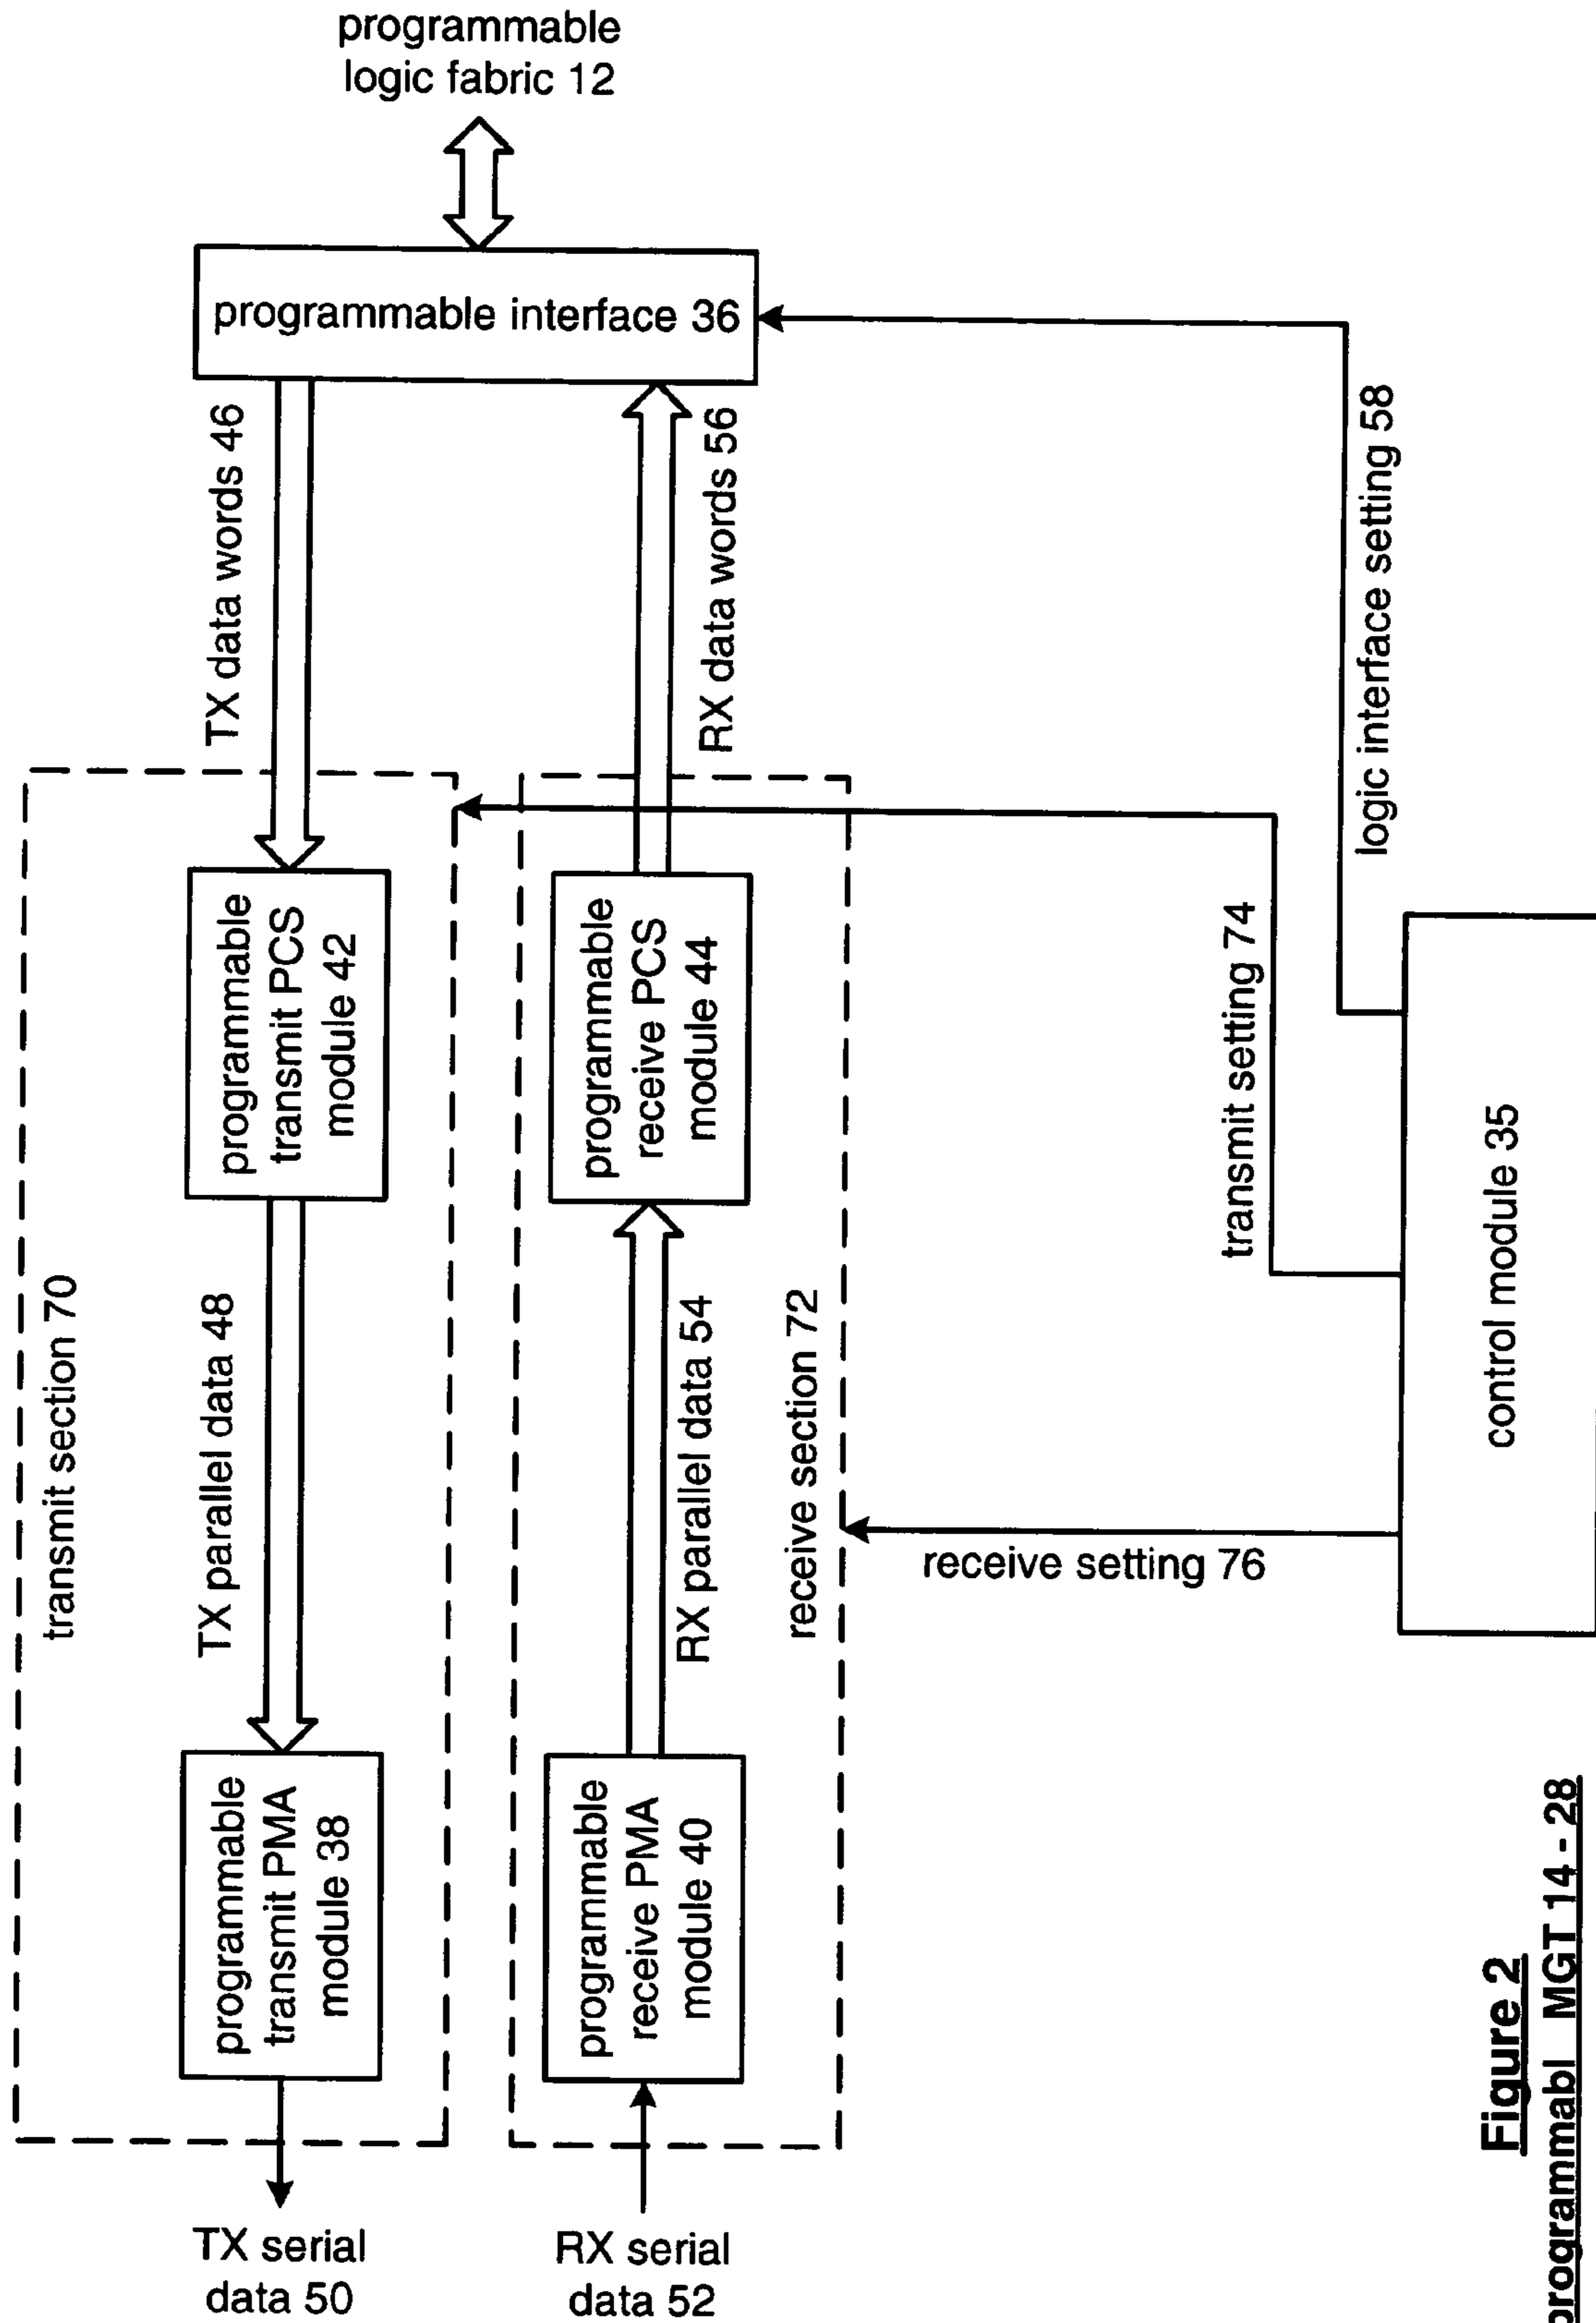 programmable
logic fabric 12
programmable interface 36
TX data words 46
RX data words 56
logic interface setting 58
transmit section 70
programmable
transmit PCS
module 42
TX parallel data 48
programmable
transmit PMA
module 38
TX serial
data 50
receive section 72
programmable
receive PCS
module 44
RX parallel data 54
programmable
receive PMA
module 40
RX serial
data 52
transmit setting 74
receive setting 76
control module 35
Figure 2
programmabl MGT 14 - 28